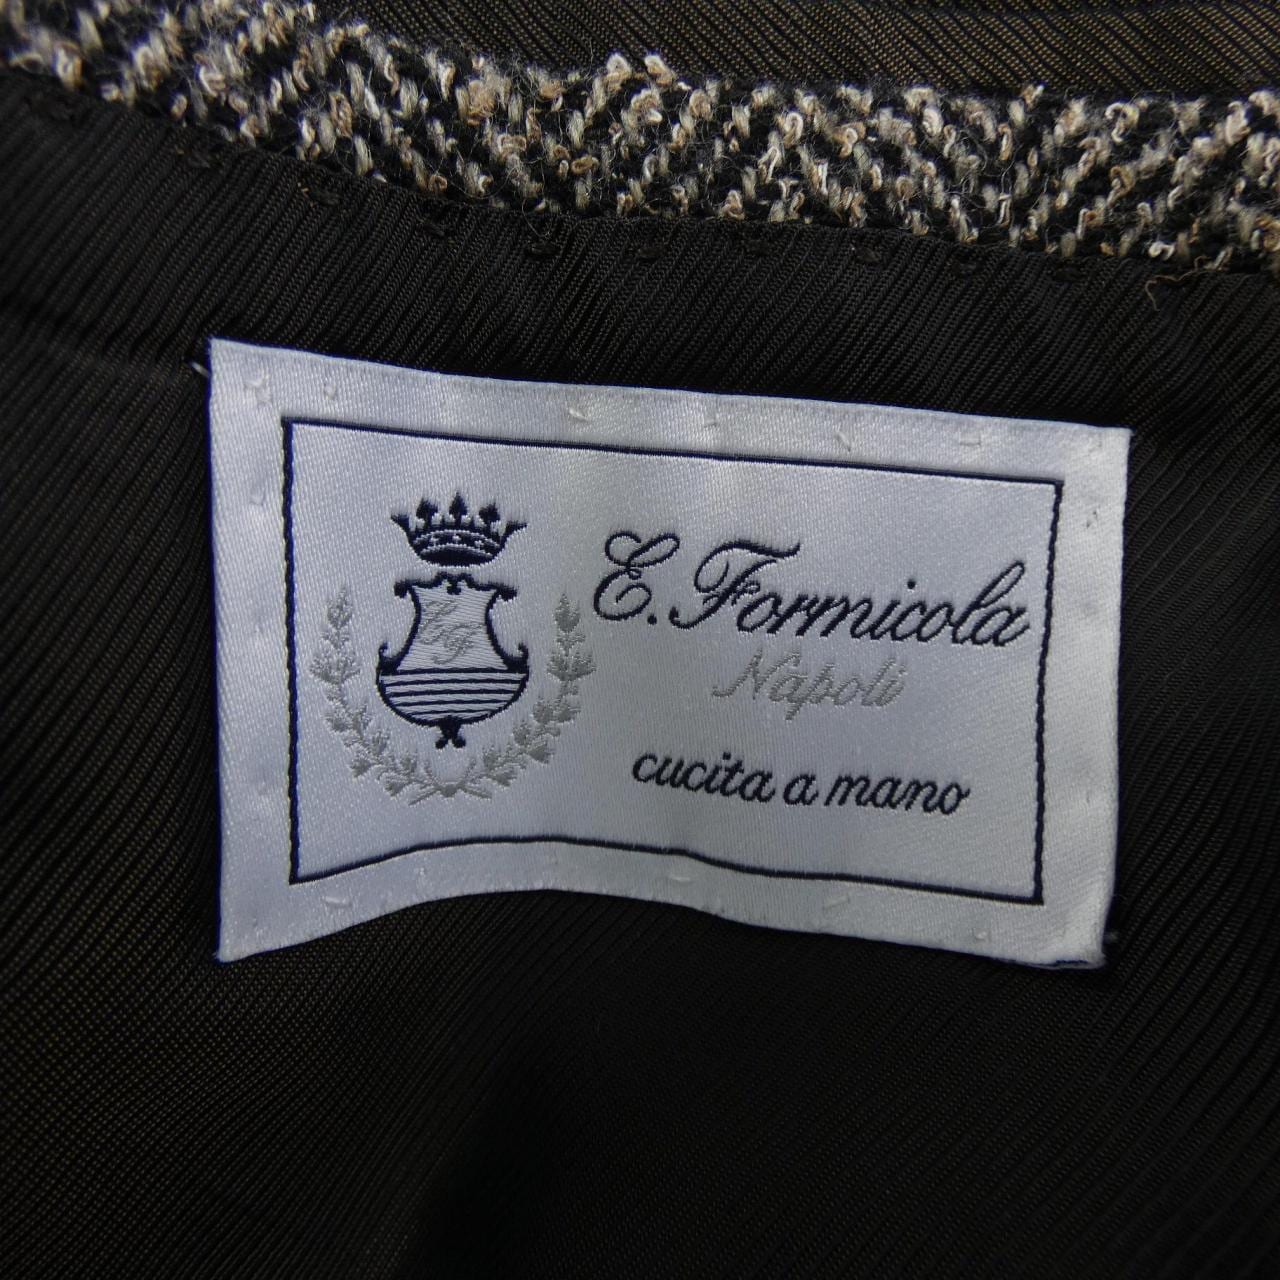 E. Formicola
Napoli
cucita a mano